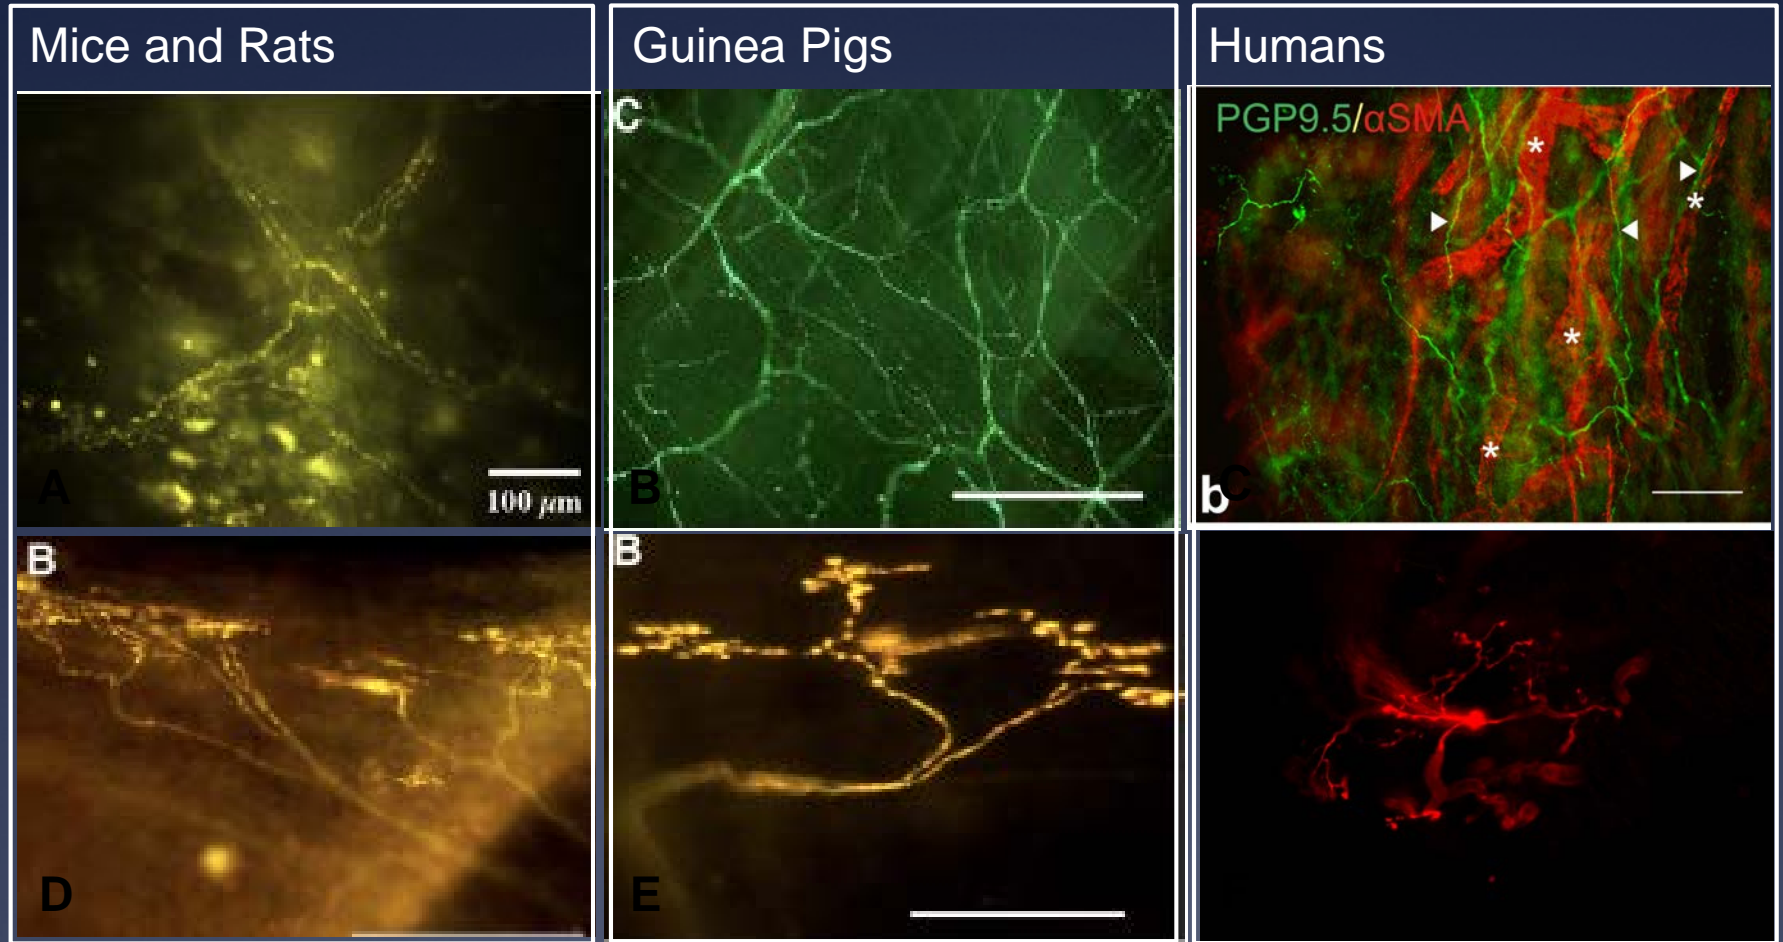 Mice and Rats
Guinea Pigs
Humans
A
100 μm
C
B
PGP9.5/αSMA
*
*
*
*
b
C
B
D
B
E